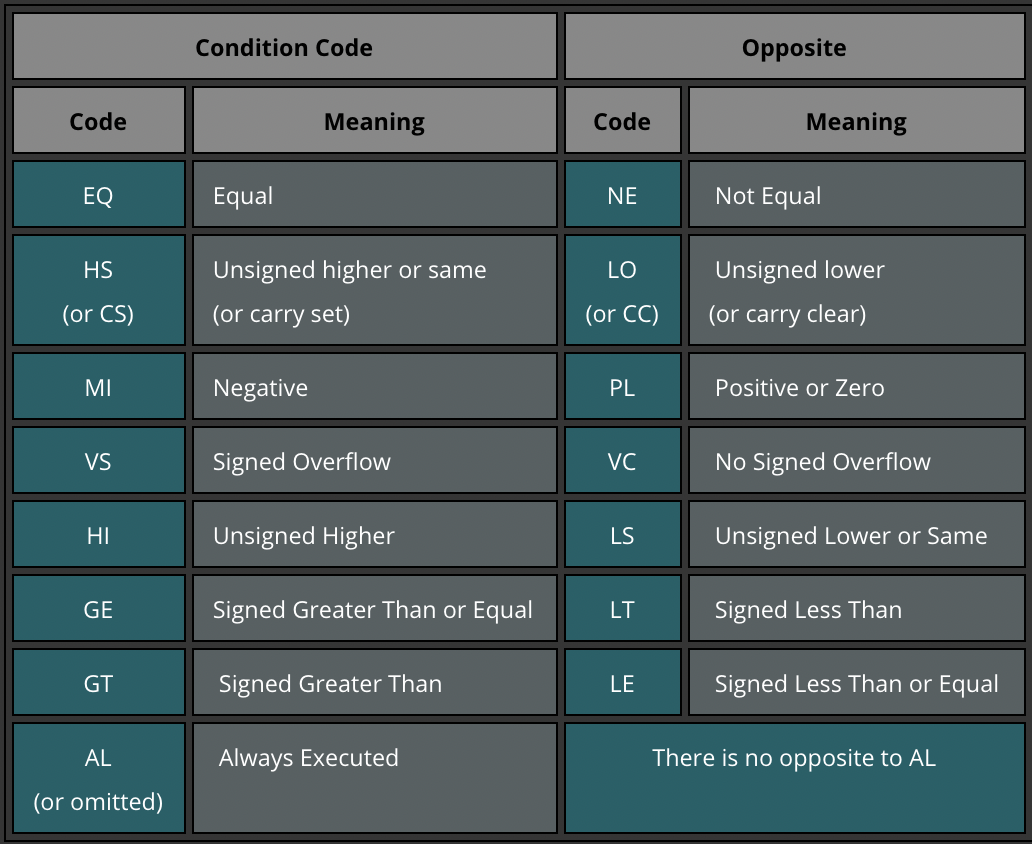 Condition Code Opposite
Code Meaning Code Meaning
EQ Equal NE Not Equal
HS Unsigned higher or same LO Unsigned lower
(or CS) (or carry set) (or CC) (or carry clear)
MI Negative PL Positive or Zero
VS Signed Overflow VC No Signed Overflow
HI Unsigned Higher LS Unsigned Lower or Same
GE Signed Greater Than or Equal LT Signed Less Than
GT Signed Greater Than LE Signed Less Than or Equal
AL Always Executed There is no opposite to AL
(or omitted)